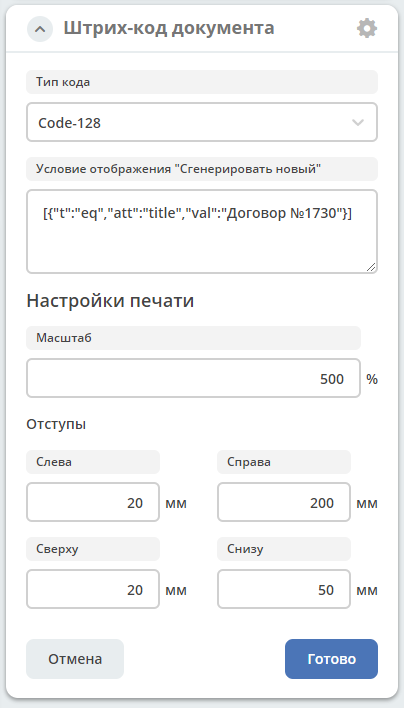 Штрих-код документа
Тип кода
Code-128
Условие отображения "Сгенерировать новый"
[{"t":"eq","att":"title","val":"Договор №1730"}]
Настройки печати
Масштаб
500 %
Отступы
Слева Справа
20 мм 200 мм
Сверху Снизу
20 мм 50 мм
Отмена Готово